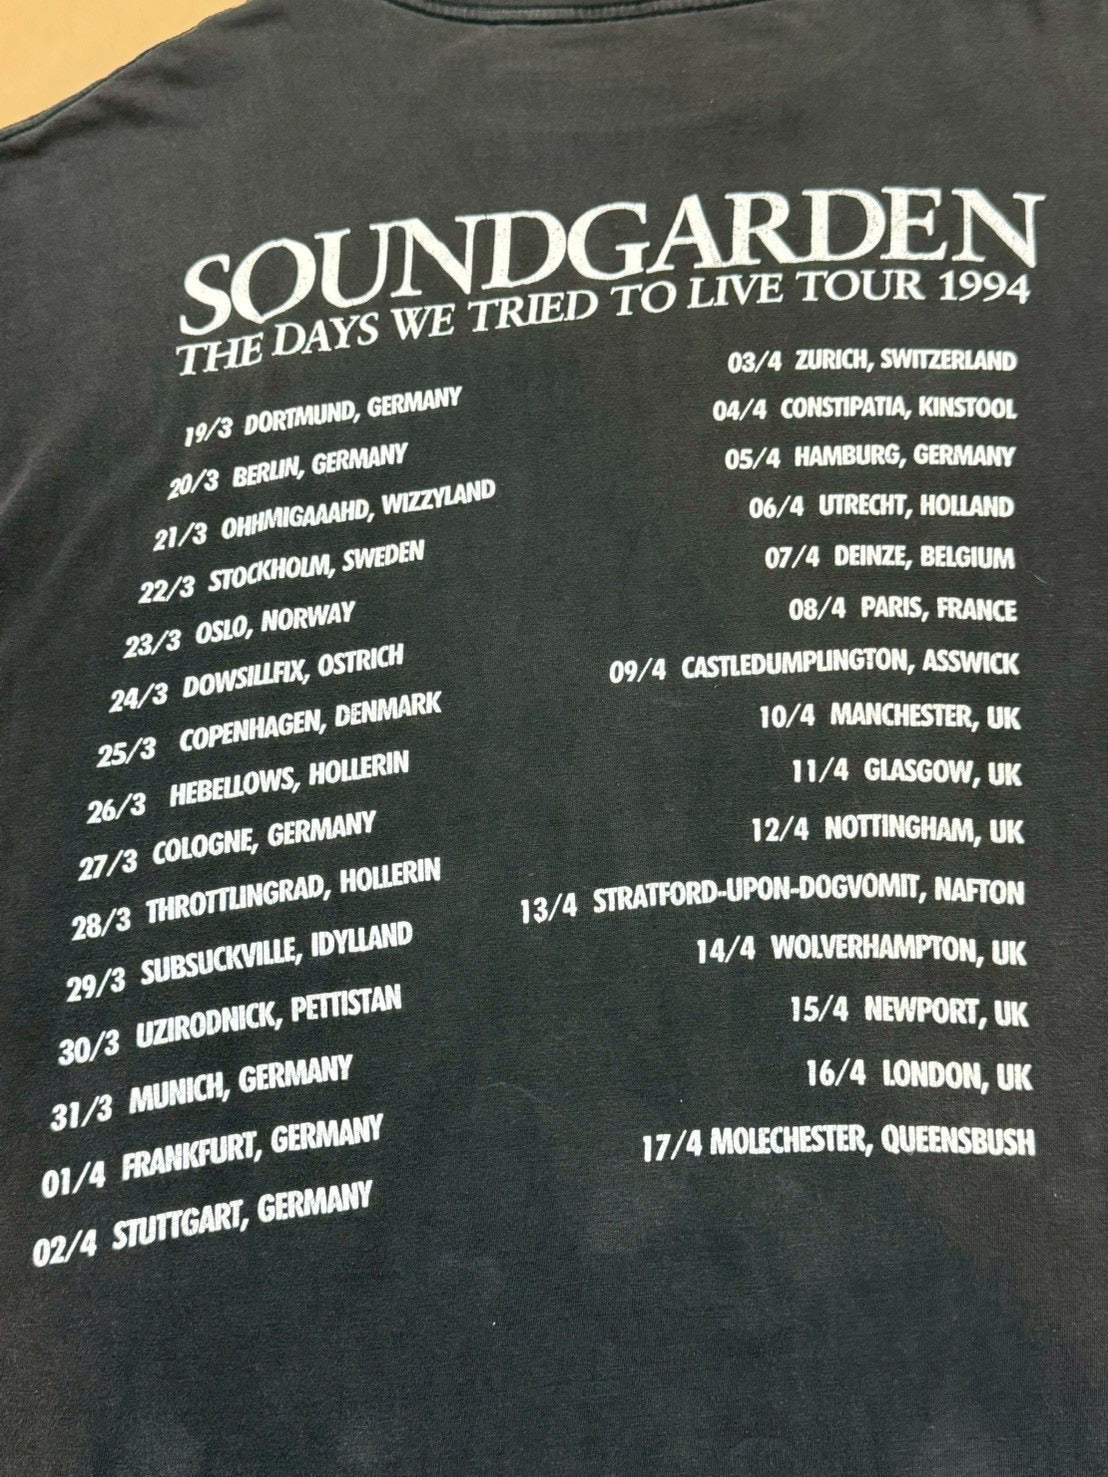 SOUNDGARDEN
THE DAYS WE TRIED TO LIVE TOUR 1994
19/3 DORTMUND, GERMANY
20/3 BERLIN, GERMANY
21/3 OHHMIGAAAHD, WIZZYLAND
22/3 STOCKHOLM, SWEDEN
23/3 OSLO, NORWAY
24/3 DOWSILLFIX, OSTRICH
25/3 COPENHAGEN, DENMARK
26/3 HEBELLOWS, HOLLERIN
27/3 COLOGNE, GERMANY
28/3 THROTTLINGRAD, HOLLERIN
29/3 SUBSUCKVILLE, IDYLLAND
30/3 UZIRODNICK, PETTISTAN
31/3 MUNICH, GERMANY
01/4 FRANKFURT, GERMANY
02/4 STUTTGART, GERMANY
03/4 ZURICH, SWITZERLAND
04/4 CONSTIPATIA, KINSTOOL
05/4 HAMBURG, GERMANY
06/4 UTRECHT, HOLLAND
07/4 DEINZE, BELGIUM
08/4 PARIS, FRANCE
09/4 CASTLEDUMPLINGTON, ASSWICK
10/4 MANCHESTER, UK
11/4 GLASGOW, UK
12/4 NOTTINGHAM, UK
13/4 STRATFORD-UPON-DOGVOMIT, NAFTON
14/4 WOLVERHAMPTON, UK
15/4 NEWPORT, UK
16/4 LONDON, UK
17/4 MOLECHESTER, QUEENSBUSH